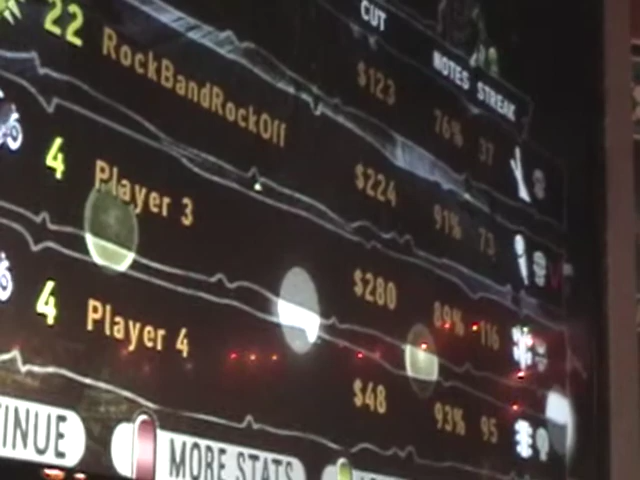 CUT NOTES STREAK
22 RockBandRockOff $123 76% 37
4 Player 3 $224 91% 73
4 Player 4 $280 89% 116
$48 93% 95
TINUE MORE STATS